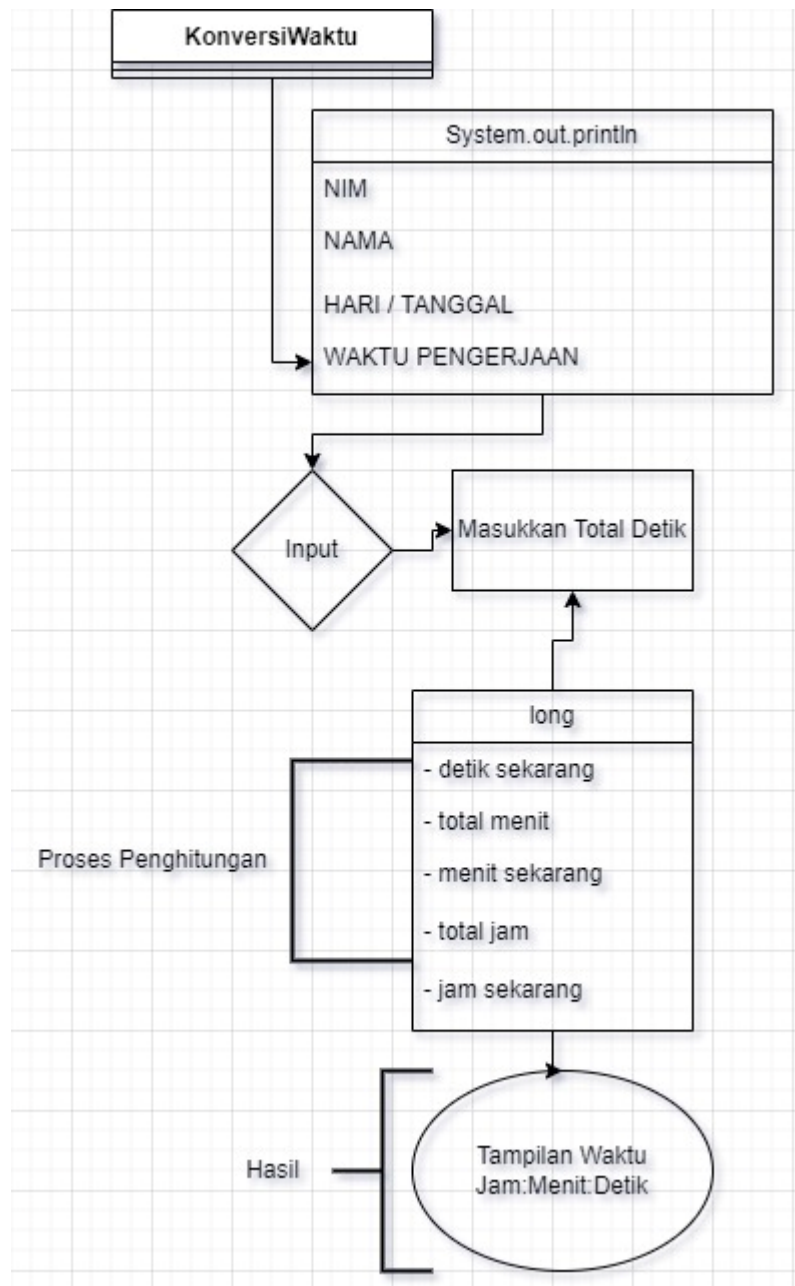 KonversiWaktu
System.out.println
NIM
NAMA
HARI / TANGGAL
WAKTU PENGERJAAN
Input
Masukkan Total Detik
long
- detik sekarang
- total menit
Proses Penghitungan
- menit sekarang
- total jam
- jam sekarang
Hasil
Tampilan Waktu
Jam:Menit:Detik